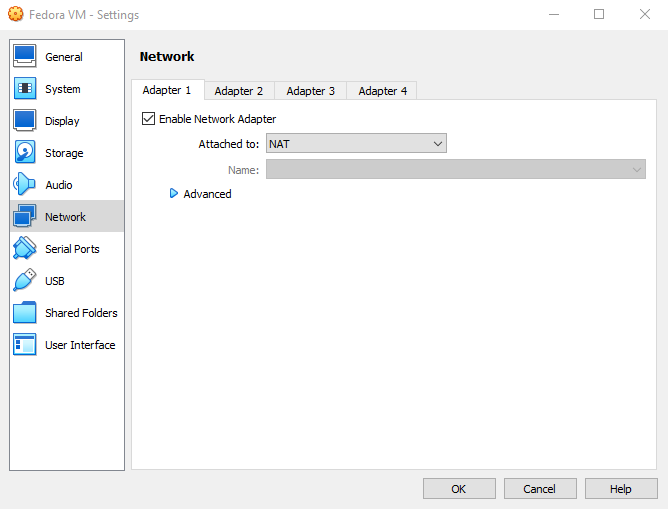 Fedora VM - Settings
General
System
Display
Storage
Audio
Network
Serial Ports
USB
Shared Folders
User Interface
Network
Adapter 1 Adapter 2 Adapter 3 Adapter 4
Enable Network Adapter
Attached to: NAT
Name:
Advanced
OK Cancel Help